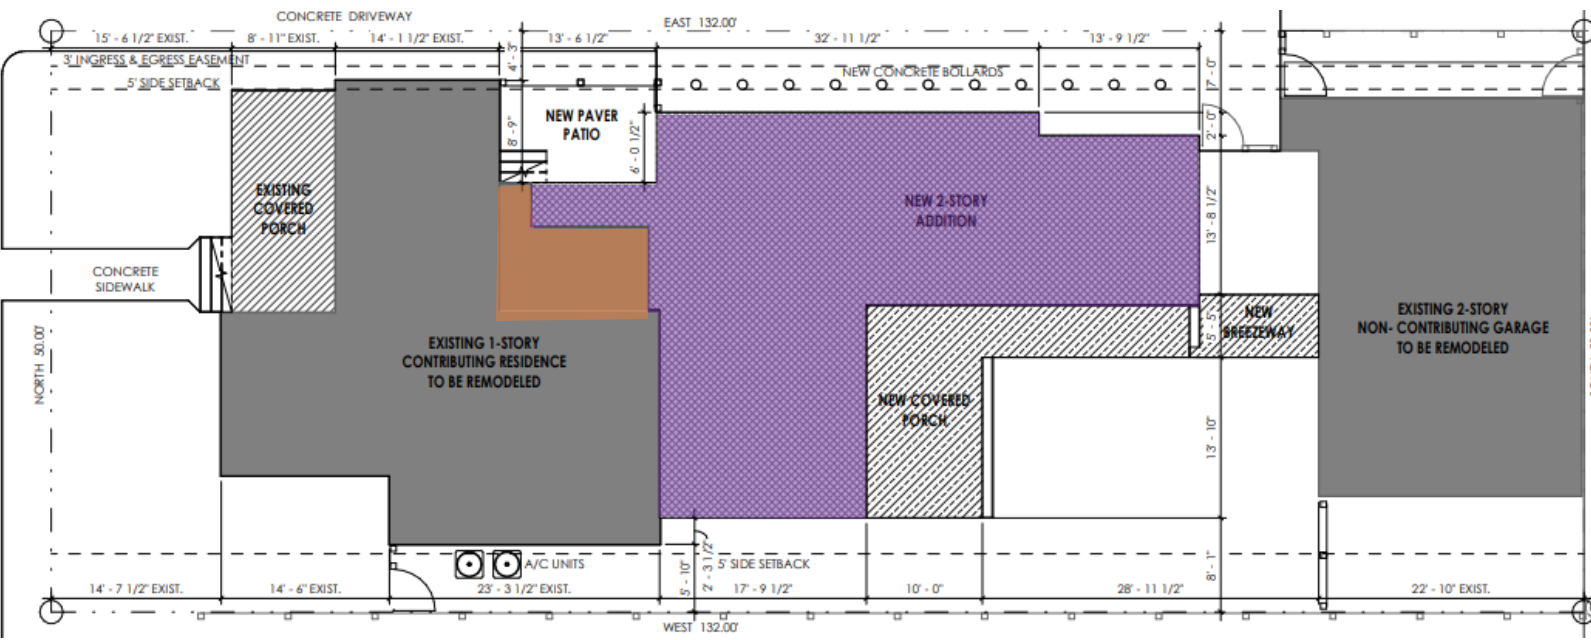 CONCRETE DRIVEWAY
EAST 132.00'
15' - 6 1/2" EXIST.
8' - 11" EXIST.
14' - 1 1/2" EXIST.
4' - 3"
13' - 6 1/2"
32' - 11 1/2"
13' - 9 1/2"
3' INGRESS & EGRESS EASEMENT
5' SIDE SETBACK
NEW CONCRETE BOLLARDS
7' - 0"
NEW PAVER
PATIO
8' - 9"
6' - 0 1/2"
2' - 0"
EXISTING
COVERED
PORCH
NEW 2-STORY
ADDITION
13' - 8 1/2"
CONCRETE
SIDEWALK
NORTH 50.00'
EXISTING 1-STORY
CONTRIBUTING RESIDENCE
TO BE REMODELED
NEW
BREEZEWAY
5' - 5"
EXISTING 2-STORY
NON- CONTRIBUTING GARAGE
TO BE REMODELED
NEW COVERED
PORCH
13' - 10"
A/C UNITS
5' SIDE SETBACK
5' - 10"
2' - 3 1/2"
8' - 1"
14' - 7 1/2" EXIST.
14' - 6" EXIST.
23' - 3 1/2" EXIST.
17' - 9 1/2"
10' - 0"
28' - 11 1/2"
22' - 10" EXIST.
WEST 132.00'